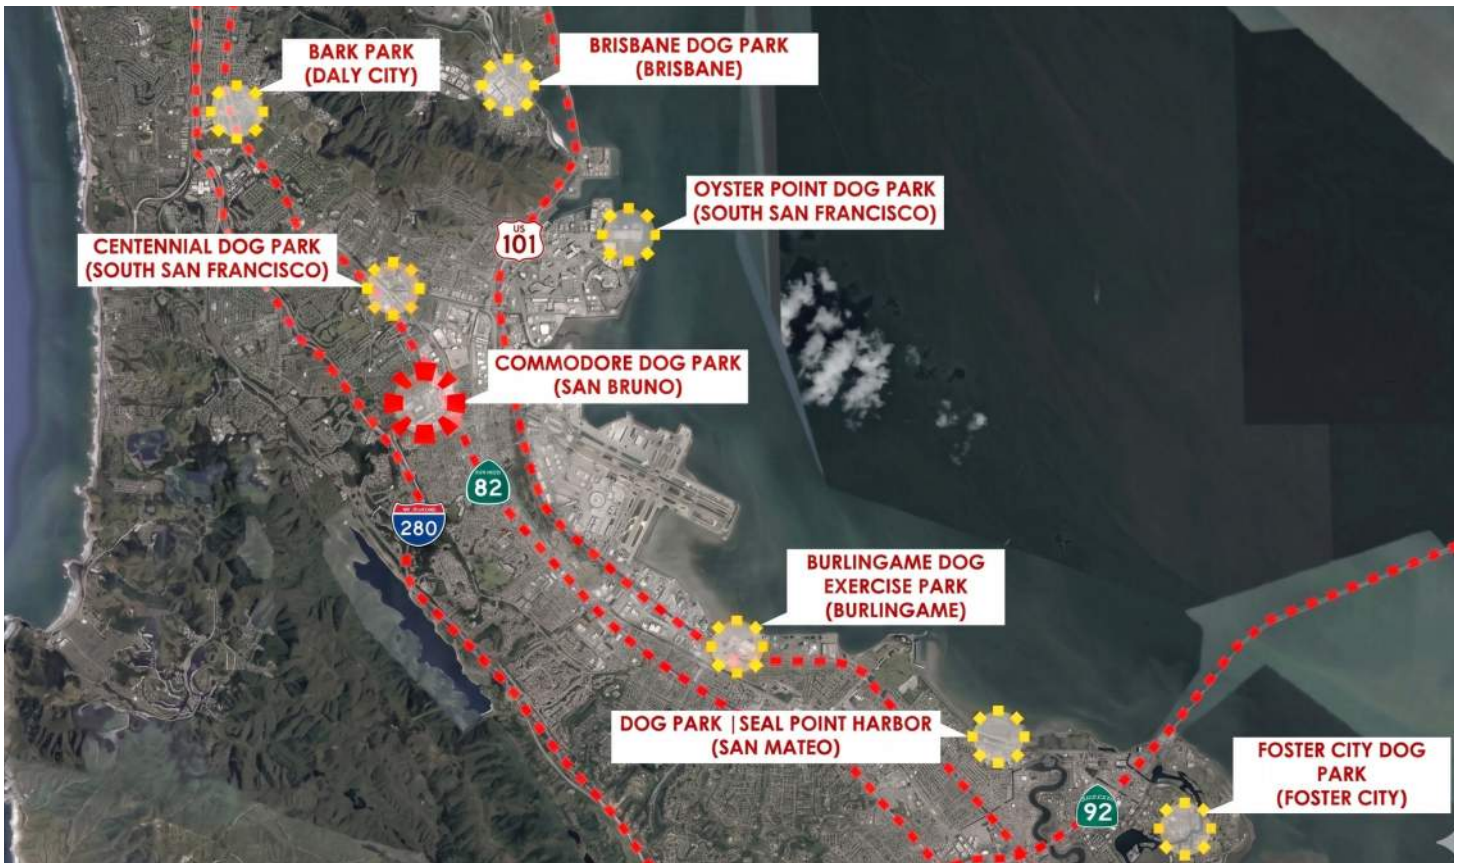 BARK PARK
(DALY CITY)
BRISBANE DOG PARK
(BRISBANE)
OYSTER POINT DOG PARK
(SOUTH SAN FRANCISCO)
CENTENNIAL DOG PARK
(SOUTH SAN FRANCISCO)
US
101
COMMODORE DOG PARK
(SAN BRUNO)
82
280
BURLINGAME DOG
EXERCISE PARK
(BURLINGAME)
DOG PARK | SEAL POINT HARBOR
(SAN MATEO)
FOSTER CITY DOG
PARK
(FOSTER CITY)
92